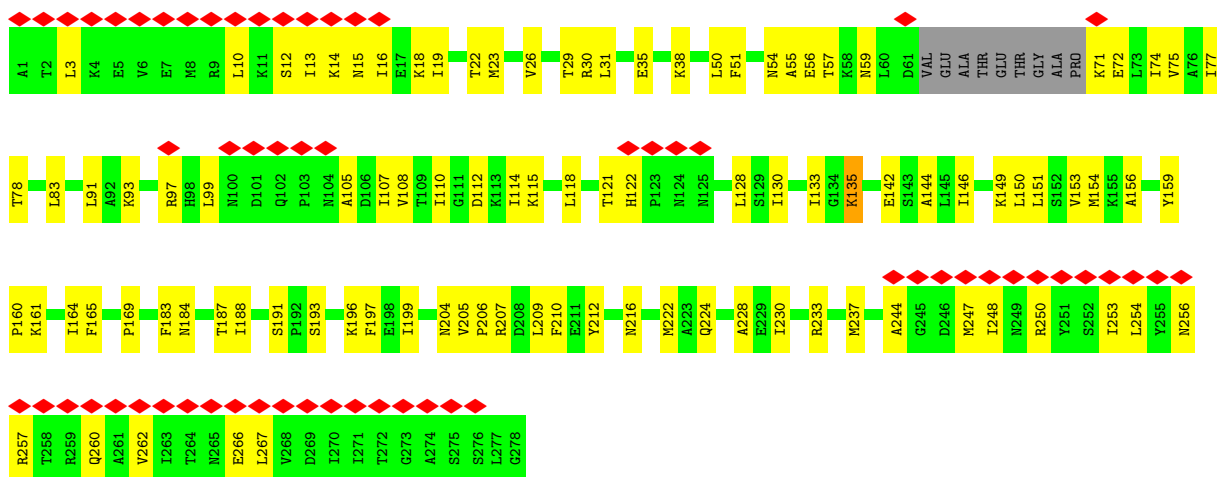 A1 T2 L3 K4 E5 V6 E7 M8 R9 L10 K11 S12 I13 K14 N15 I16 E17 K18 I19 T22 M23 V26 T29 R30 L31 E35 K38 L50 F51 N54 A55 E56 T57 K58 N59 L60 D61 VAL GLU ALA THR GLU THR GLY ALA PRO K71 E72 L73 I74 V75 A76 I77
T78 L83 L91 A92 K93 R97 H98 L99 N100 D101 Q102 P103 N104 A105 D106 I107 V108 T109 I110 G111 D112 K113 I114 K115 L118 T121 H122 P123 N124 N125 L128 S129 I130 I133 G134 K135 E142 S143 A144 L145 I146 K149 L150 L151 S152 V153 M154 K155 A156 Y159
P160 K161 I164 F165 P169 F183 N184 T187 I188 S191 P192 S193 K196 F197 E198 I199 N204 V205 P206 R207 D208 L209 F210 E211 Y212 N216 M222 A223 Q224 A228 E229 I230 R233 M237 A244 G245 D246 M247 I248 N249 R250 Y251 S252 I253 L254 Y255 N256
R257 T258 R259 Q260 A261 V262 I263 T264 N265 E266 L267 V268 D269 I270 I271 T272 G273 A274 S275 S276 L277 G278